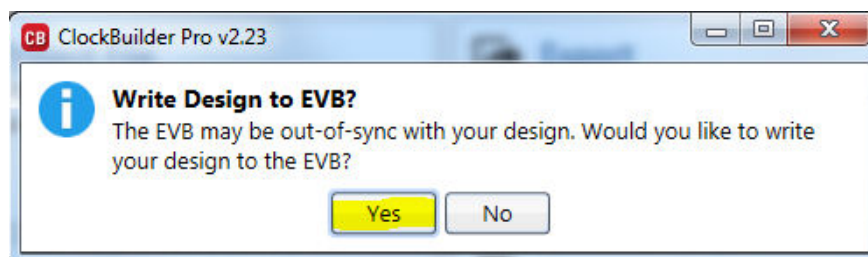 CB ClockBuilder Pro v2.23
Write Design to EVB?
The EVB may be out-of-sync with your design. Would you like to write
your design to the EVB?
Yes No